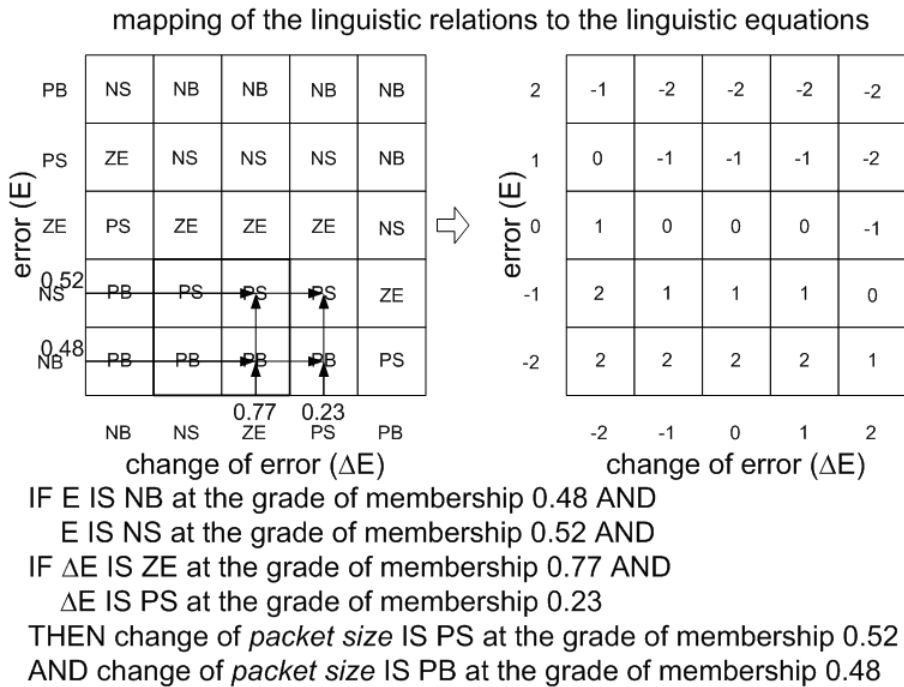 mapping of the linguistic relations to the linguistic equations
PB NS NB NB NB NB
PS ZE NS NS NS NB
ZE PS ZE ZE ZE NS
0.52
NS PB PS PS PS ZE
0.48
NB PB PB PB PB PS
0.77 0.23
NB NS ZE PS PB
error (E)
change of error (ΔE)
2 -1 -2 -2 -2 -2
1 0 -1 -1 -1 -2
0 1 0 0 0 -1
-1 2 1 1 1 0
-2 2 2 2 2 1
-2 -1 0 1 2
error (E)
change of error (ΔE)
IF E IS NB at the grade of membership 0.48 AND
E IS NS at the grade of membership 0.52 AND
IF ΔE IS ZE at the grade of membership 0.77 AND
ΔE IS PS at the grade of membership 0.23
THEN change of packet size IS PS at the grade of membership 0.52
AND change of packet size IS PB at the grade of membership 0.48